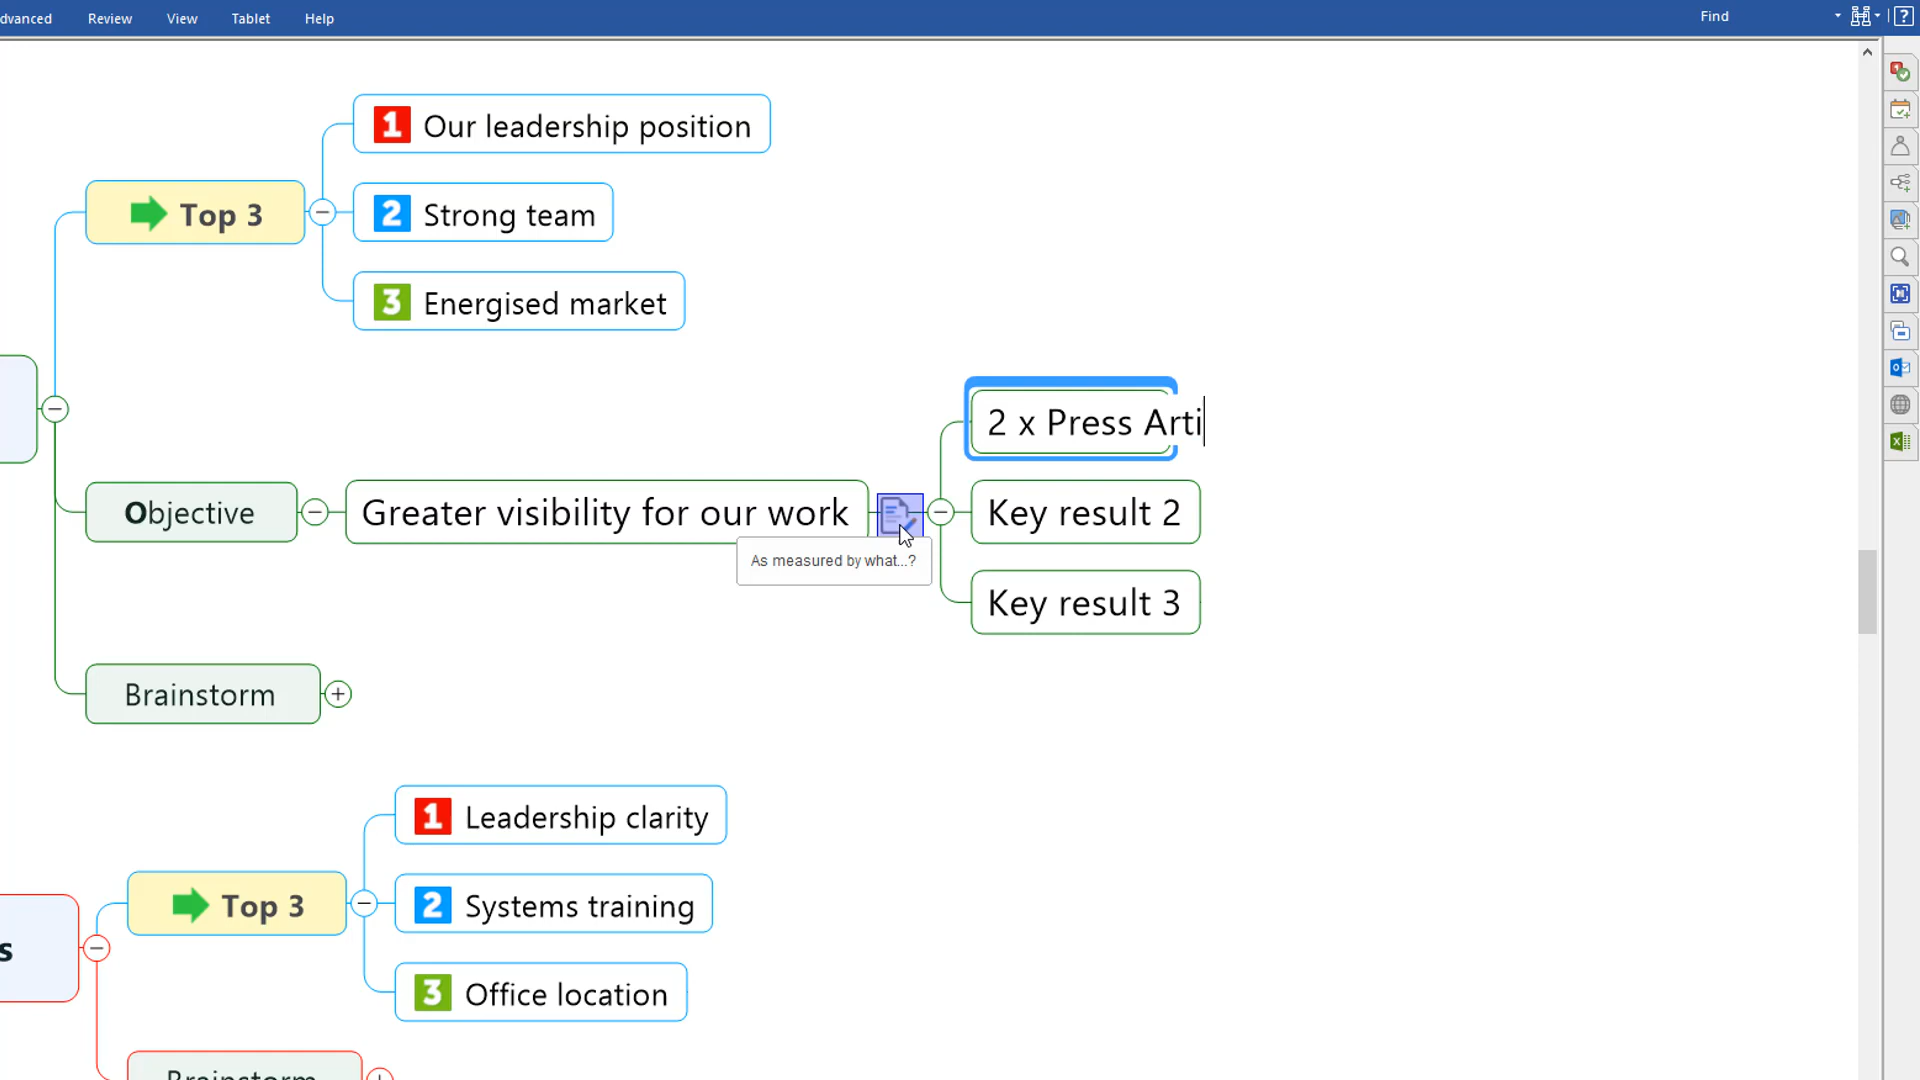 Review View Tablet Help
Find
1 Our leadership position
Top 3
2 Strong team
3 Energised market
2 x Press Arti
Objective
Greater visibility for our work
Key result 2
As measured by what...?
Key result 3
Brainstorm
1 Leadership clarity
Top 3
2 Systems training
s
3 Office location
Brainstorm